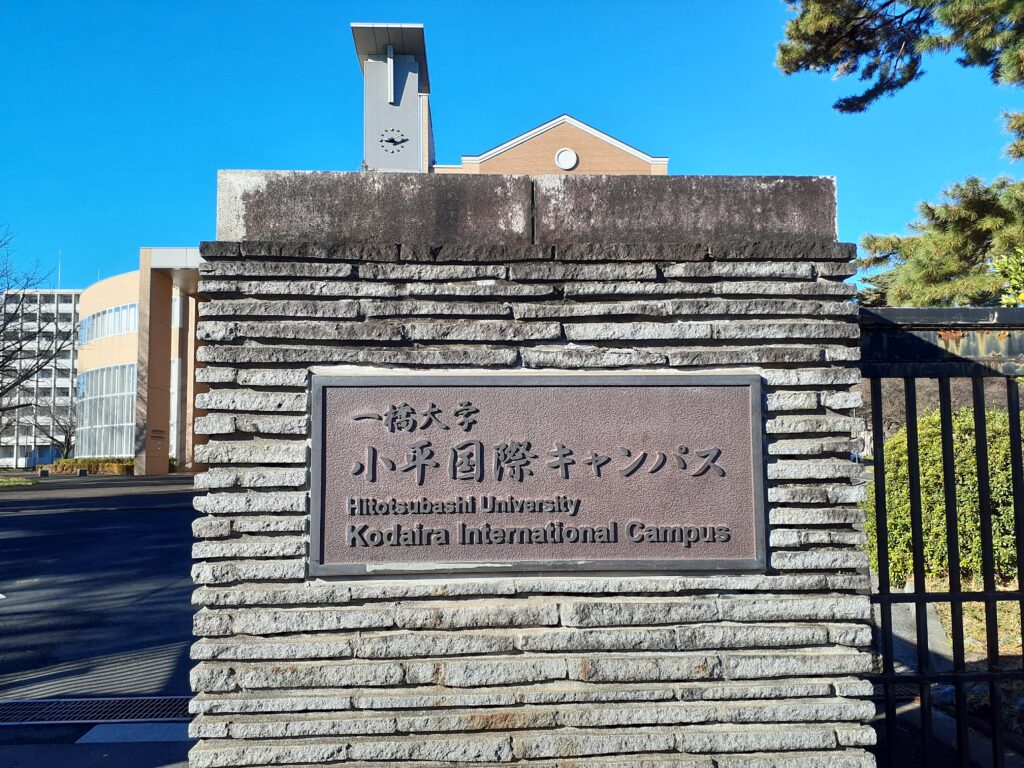 一橋大学
小平国際キャンパス
Hitotsubashi University
Kodaira International Campus